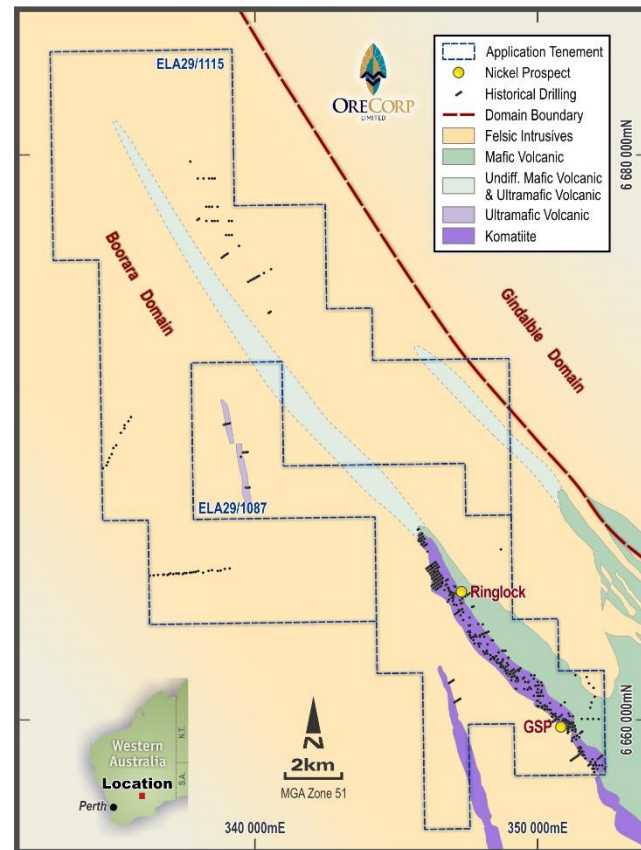 ELA29/1115
ORECORP
LIMITED
Application Tenement
Nickel Prospect
Historical Drilling
Domain Boundary
Felsic Intrusives
Mafic Volcanic
Undiff. Mafic Volcanic
& Ultramafic Volcanic
Ultramafic Volcanic
Komatiite
6 680 000mN
Boorara Domain
Gindalbie Domain
ELA29/1087
Ringlock
GSP
6 660 000mN
Western
Australia
N.T.
S.A.
Location
Perth
N
2km
MGA Zone 51
340 000mE
350 000mE